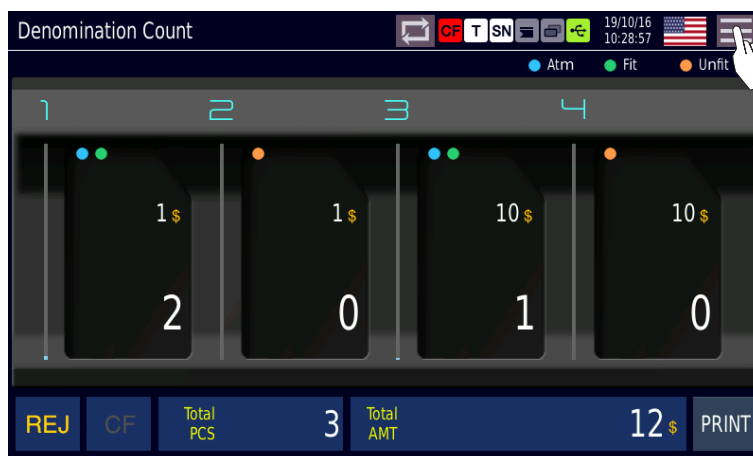 Denomination Count CF T SN 19/10/16
10:28:57
Atm Fit Unfit
1 2 3 4
1 $ 1 $ 10 $ 10 $
2 0 1 0
REJ CF Total PCS 3 Total AMT 12 $ PRINT